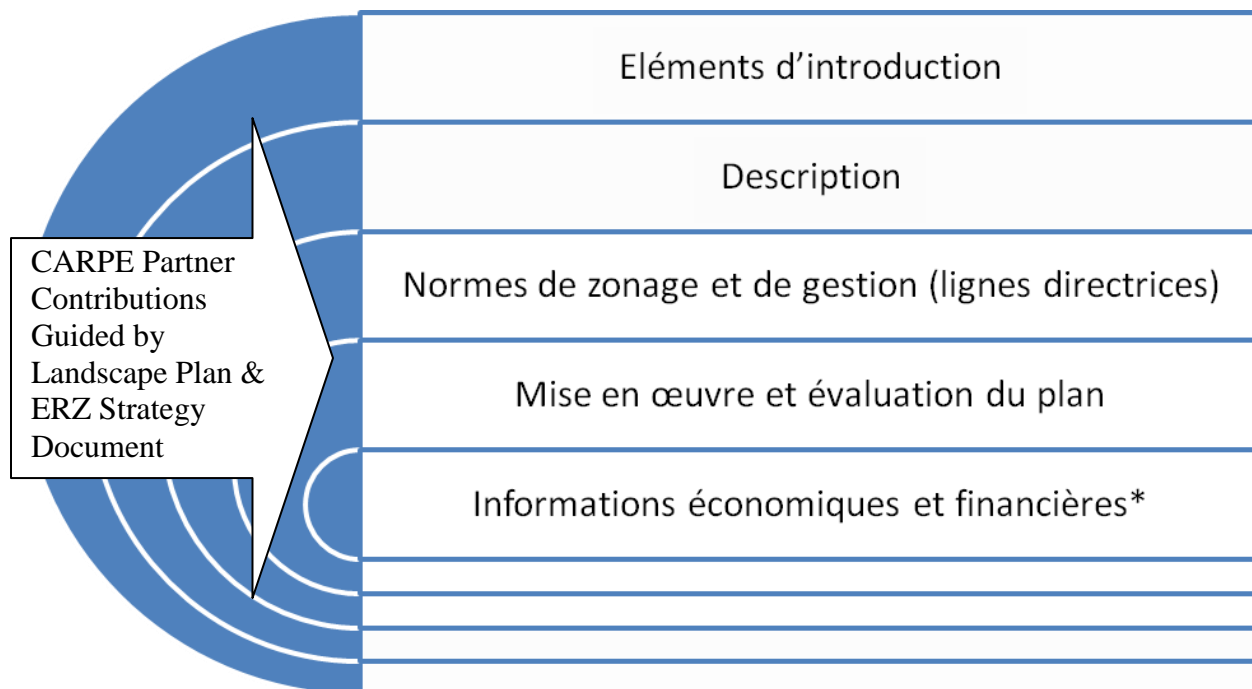 Eléments d’introduction
Description
Normes de zonage et de gestion (lignes directrices)
Mise en œuvre et évaluation du plan
Informations économiques et financières*
CARPE Partner
Contributions
Guided by
Landscape Plan &
ERZ Strategy
Document